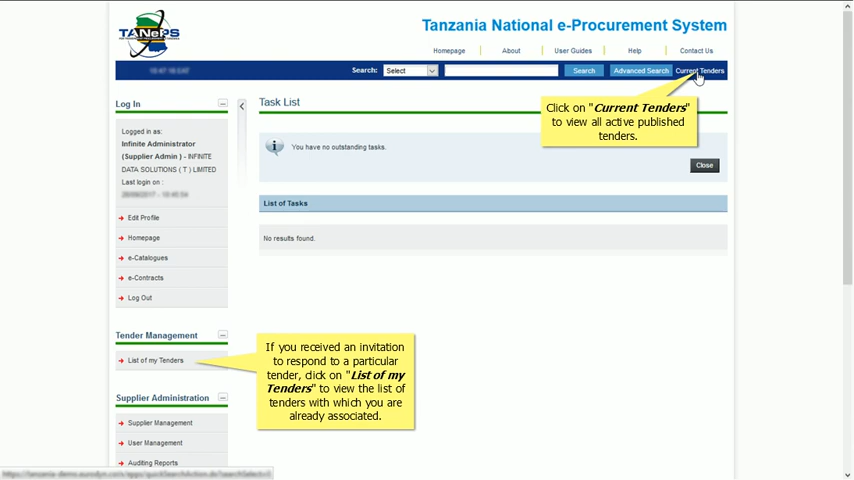 TANePS
Tanzania National e-Procurement System
Homepage
About
User Guides
Help
Contact Us
Search:
Select
Search
Advanced Search
Current Tenders
Log In
Logged in as:
Infinite Administrator
(Supplier Admin ) - INFINITE
DATA SOLUTIONS ( T ) LIMITED
Last login on :
Edit Profile
Homepage
e-Catalogues
e-Contracts
Log Out
Tender Management
List of my Tenders
Supplier Administration
Supplier Management
User Management
Auditing Reports
Task List
You have no outstanding tasks.
Close
List of Tasks
No results found.
Click on "Current Tenders"
to view all active published
tenders.
If you received an invitation
to respond to a particular
tender, click on "List of my
Tenders" to view the list of
tenders with which you are
already associated.